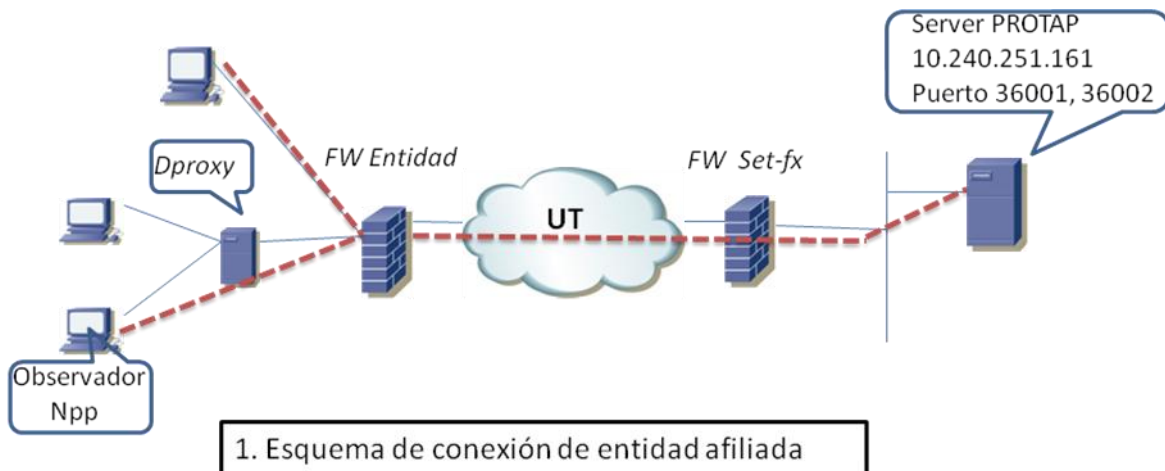 Server PROTAP
10.240.251.161
Puerto 36001, 36002
Dproxy
FW Entidad
FW Set-fx
UT
Observador
Npp
1. Esquema de conexión de entidad afiliada